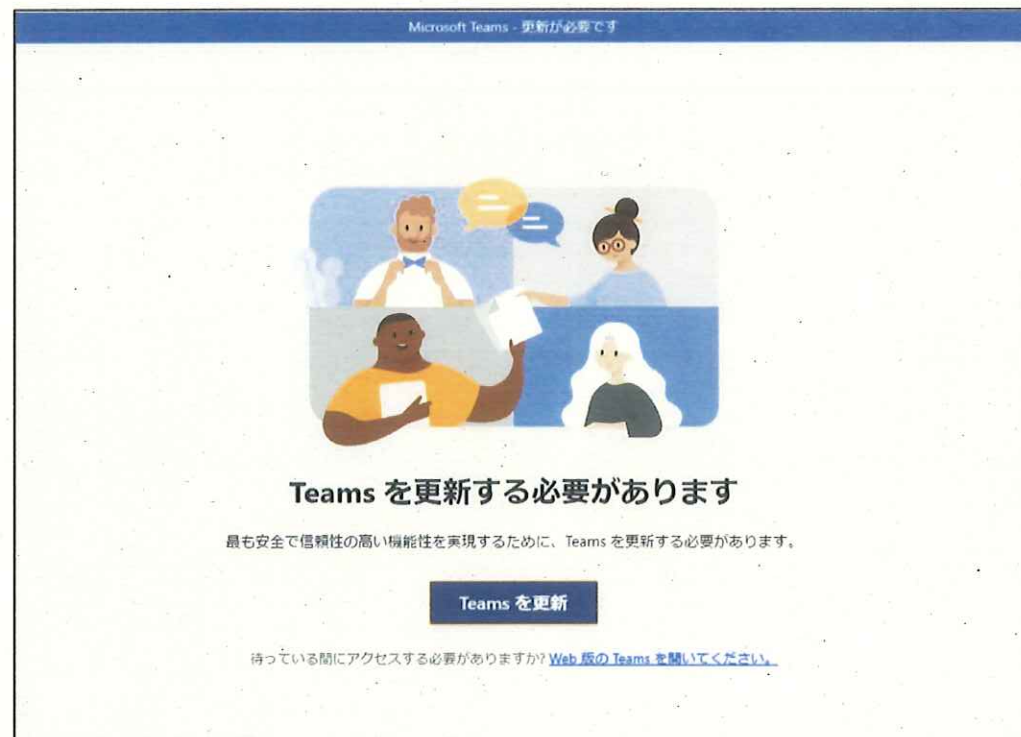 Microsoft Teams - 更新が必要です
Teams を更新する必要があります
最も安全で信頼性の高い機能性を実現するために、Teams を更新する必要があります。
Teams を更新
待っている間にアクセスする必要がありますか? Web 版の Teams を開いてください。